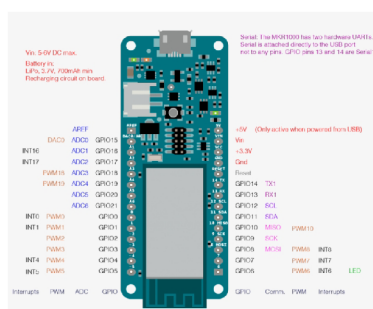 Vin: 5-6V DC max.
Battery in:
LiPo, 3.7V, 700mAh min
Recharging circuit on board
Serial: The MKR1000 has two hardware UARTs.
Serial is attached directly to the USB port
not to any pins. GPIO pins 13 and 14 are Serial
AREF
DAC0 ADC0 GPIO15
INT16 ADC1 GPIO16
INT17 ADC2 GPIO17
PWM18 ADC3 GPIO18
PWM19 ADC4 GPIO19
ADC5 GPIO20
ADC6 GPIO21
INT0 PWM0 GPIO0
INT1 PWM1 GPIO1
PWM2 GPIO2
PWM3 GPIO3
INT4 PWM4 GPIO4
INT5 PWM5 GPIO5
Interrupts PWM ADC GPIO
+5V (Only active when powered from USB)
Vin
+3.3V
Gnd
Reset
GPIO14 TX1
GPIO13 RX1
GPIO12 SCL
GPIO11 SDA
GPIO10 MISO PWM10
GPIO9 SCK
GPIO8 MOSI PWM8 INT8
GPIO7 PWM7 INT7
GPIO6 PWM6 INT6 LED
GPIO Comm. PWM Interrupts